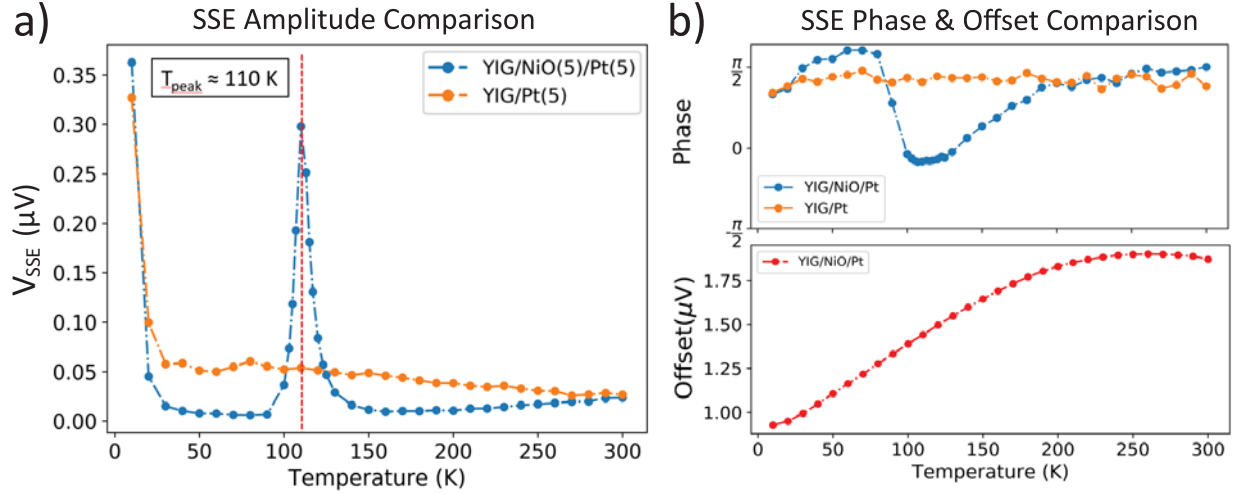 a)
SSE Amplitude Comparison
T_peak ≈ 110 K
YIG/NiO(5)/Pt(5)
YIG/Pt(5)
V_SSE (μV)
0.35
0.30
0.25
0.20
0.15
0.10
0.05
0.00
0 50 100 150 200 250 300
Temperature (K)
b)
SSE Phase & Offset Comparison
Phase
π/2
0
-π/2
YIG/NiO/Pt
YIG/Pt
Offset(μV)
1.75
1.50
1.25
1.00
YIG/NiO/Pt
0 50 100 150 200 250 300
Temperature (K)